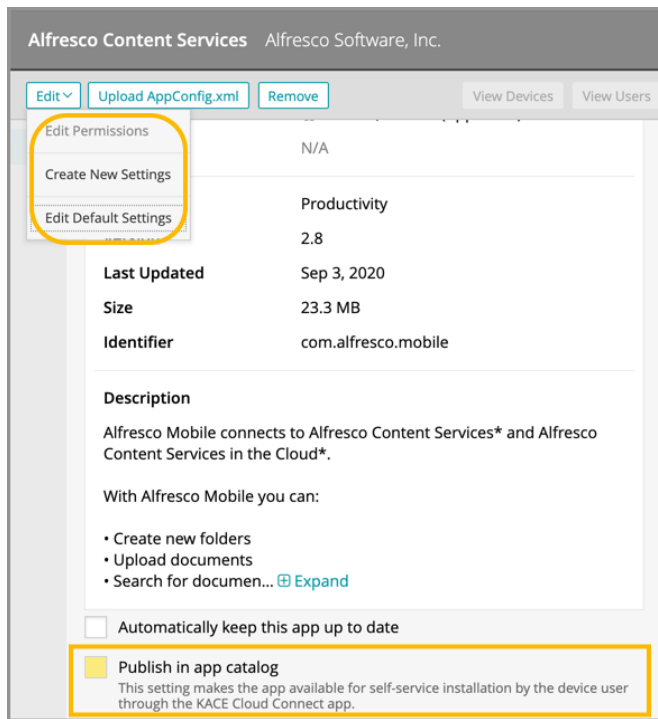 Alfresco Content Services Alfresco Software, Inc.
Edit Upload AppConfig.xml Remove View Devices View Users
Edit Permissions
N/A
Create New Settings
Productivity
Edit Default Settings
2.8
Last Updated Sep 3, 2020
Size 23.3 MB
Identifier com.alfresco.mobile
Description
Alfresco Mobile connects to Alfresco Content Services* and Alfresco
Content Services in the Cloud*.
With Alfresco Mobile you can:
• Create new folders
• Upload documents
• Search for documen... Expand
Automatically keep this app up to date
Publish in app catalog
This setting makes the app available for self-service installation by the device user
through the KACE Cloud Connect app.